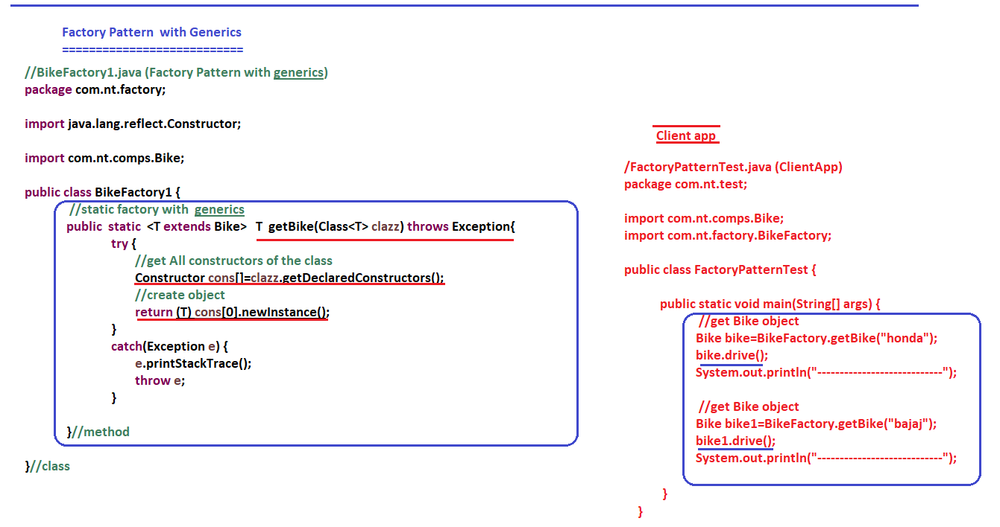 Factory Pattern  with Generics
===========================
//BikeFactory1.java (Factory Pattern with generics)
package com.nt.factory;
import java.lang.reflect.Constructor;
import com.nt.comps.Bike;
public class BikeFactory1 {
//static factory with  generics
public  static  <T extends Bike>   T  getBike(Class<T> clazz) throws Exception{
try {
//get All constructors of the class
Constructor cons[]=clazz.getDeclaredConstructors();
//create object
return (T) cons[0].newInstance();
}
catch(Exception e) {
e.printStackTrace();
throw e;
}
}//method
}//class
Client app
/FactoryPatternTest.java (ClientApp)
package com.nt.test;
import com.nt.comps.Bike;
import com.nt.factory.BikeFactory;
public class FactoryPatternTest {
public static void main(String[] args) {
//get Bike object
Bike bike=BikeFactory.getBike("honda");
bike.drive();
System.out.println("----------------------------");
//get Bike object
Bike bike1=BikeFactory.getBike("bajaj");
bike1.drive();
System.out.println("----------------------------");
}
}